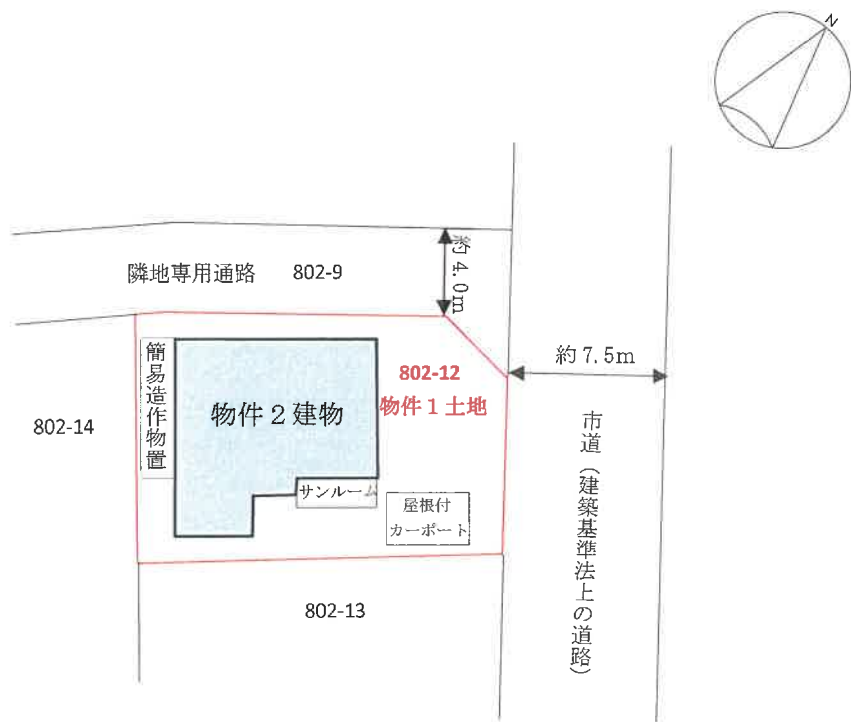 N
約4.0m
隣地専用通路 802-9
約7.5m
802-12
物件1土地
簡易造作物置
物件2建物
802-14
サンルーム
屋根付
カーポート
市道（建築基準法上の道路）
802-13